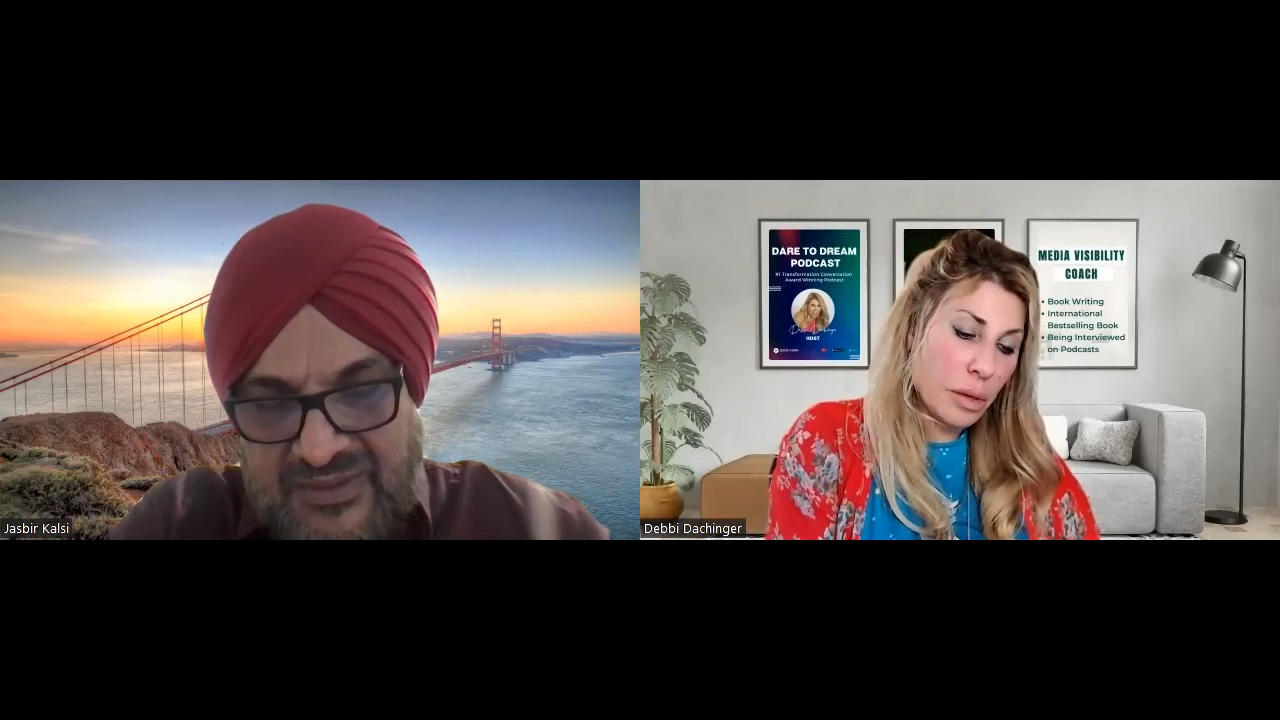 DARE TO DREAM
PODCAST
#1 Transformation Conversation
Award Winning Podcast
HOST
MEDIA VISIBILITY
COACH
• Book Writing
• International
Bestselling Book
• Being Interviewed
on Podcasts
Jasbir Kalsi
Debbi Dachinger